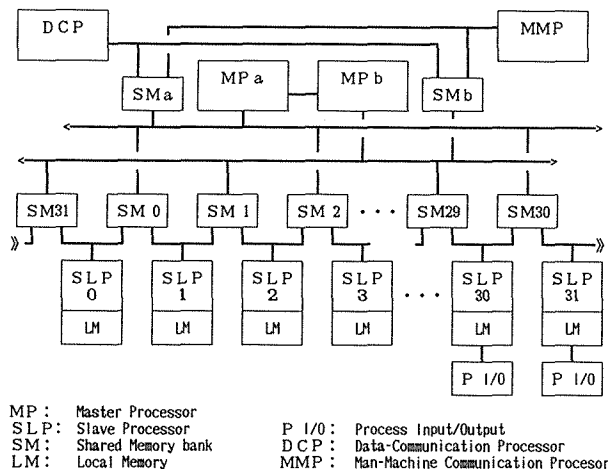 DCP MMP
MPa MPb
SMa SMb
SM31 SM 0 SM 1 SM 2 ··· SM29 SM30
SLP 0 SLP 1 SLP 2 SLP 3 ··· SLP 30 SLP 31
LM LM LM LM LM LM
P I/O P I/O
MP: Master Processor
SLP: Slave Processor P I/O: Process Input/Output
SM: Shared Memory bank DCP: Data-Communication Processor
LM: Local Memory MMP: Man-Machine Communication Procesor